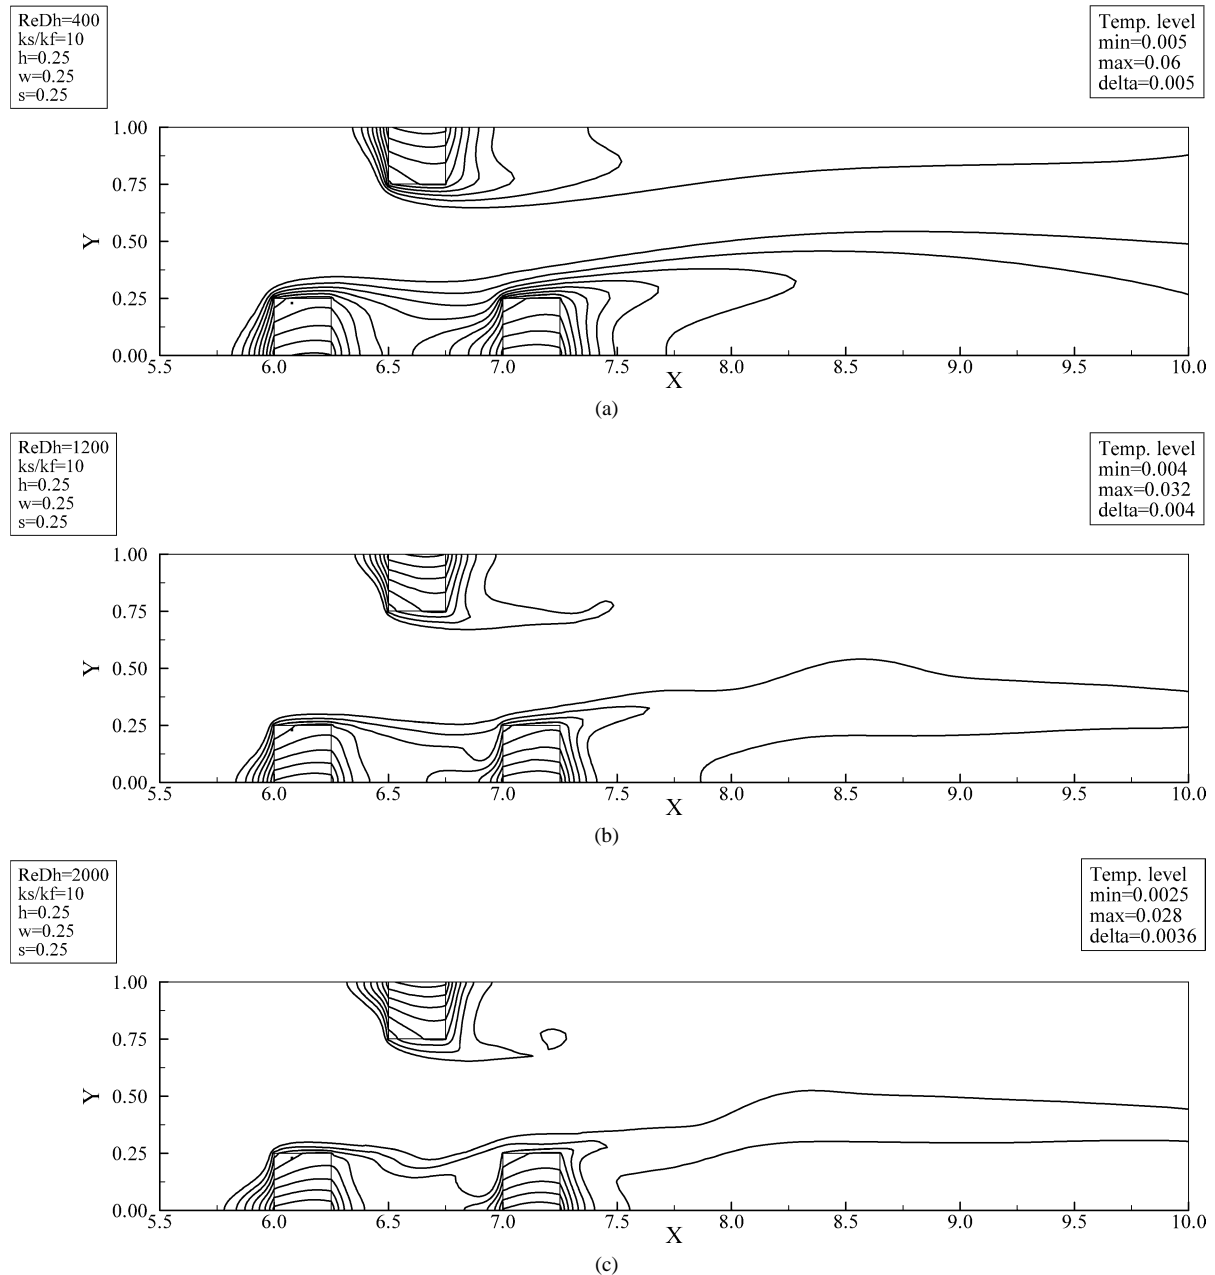 ReDh=400
ks/kf=10
h=0.25
w=0.25
s=0.25
Temp. level
min=0.005
max=0.06
delta=0.005
1.00
0.75
0.50
0.25
0.00
Y
5.5 6.0 6.5 7.0 7.5 8.0 8.5 9.0 9.5 10.0
X
(a)
ReDh=1200
ks/kf=10
h=0.25
w=0.25
s=0.25
Temp. level
min=0.004
max=0.032
delta=0.004
1.00
0.75
0.50
0.25
0.00
Y
5.5 6.0 6.5 7.0 7.5 8.0 8.5 9.0 9.5 10.0
X
(b)
ReDh=2000
ks/kf=10
h=0.25
w=0.25
s=0.25
Temp. level
min=0.0025
max=0.028
delta=0.0036
1.00
0.75
0.50
0.25
0.00
Y
5.5 6.0 6.5 7.0 7.5 8.0 8.5 9.0 9.5 10.0
X
(c)